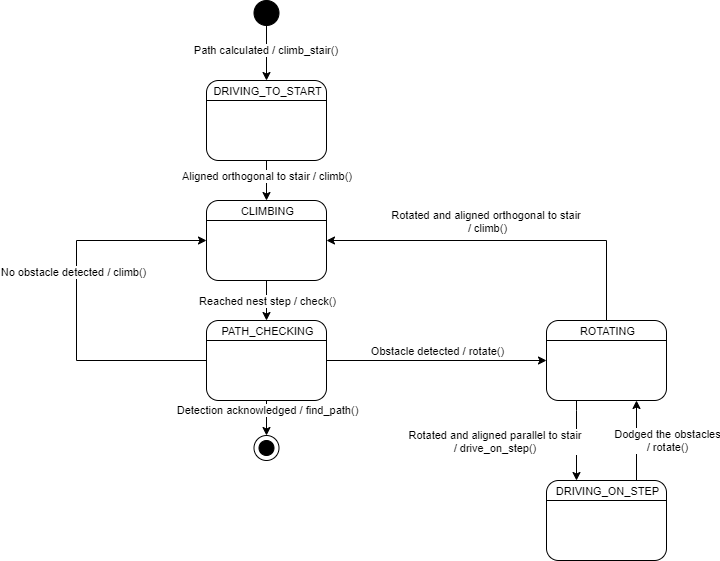 Path calculated / climb_stair()
DRIVING_TO_START
Aligned orthogonal to stair / climb()
CLIMBING
Rotated and aligned orthogonal to stair
/ climb()
No obstacle detected / climb()
Reached nest step / check()
PATH_CHECKING
ROTATING
Obstacle detected / rotate()
Detection acknowledged / find_path()
Rotated and aligned parallel to stair
/ drive_on_step()
Dodged the obstacles
/ rotate()
DRIVING_ON_STEP